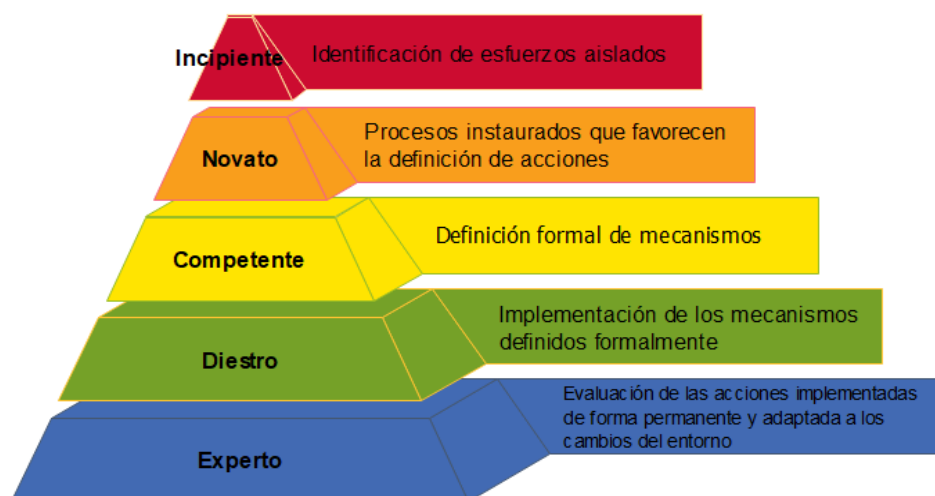 Incipiente
Identificación de esfuerzos aislados
Novato
Procesos instaurados que favorecen
la definición de acciones
Competente
Definición formal de mecanismos
Diestro
Implementación de los mecanismos
definidos formalmente
Experto
Evaluación de las acciones implementadas
de forma permanente y adaptada a los
cambios del entorno